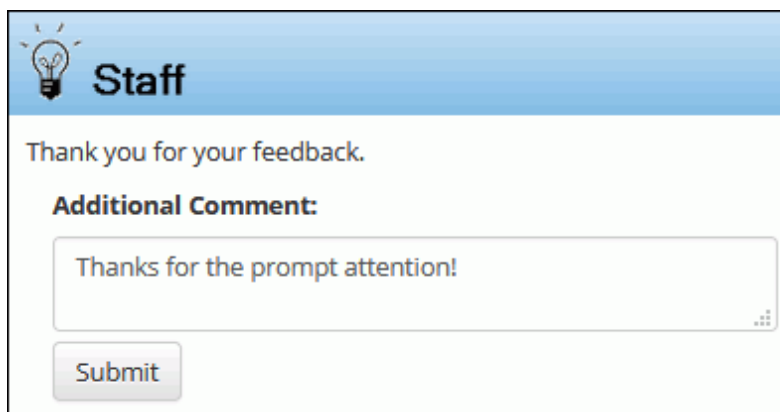 Staff
Thank you for your feedback.
Additional Comment:
Thanks for the prompt attention!
Submit